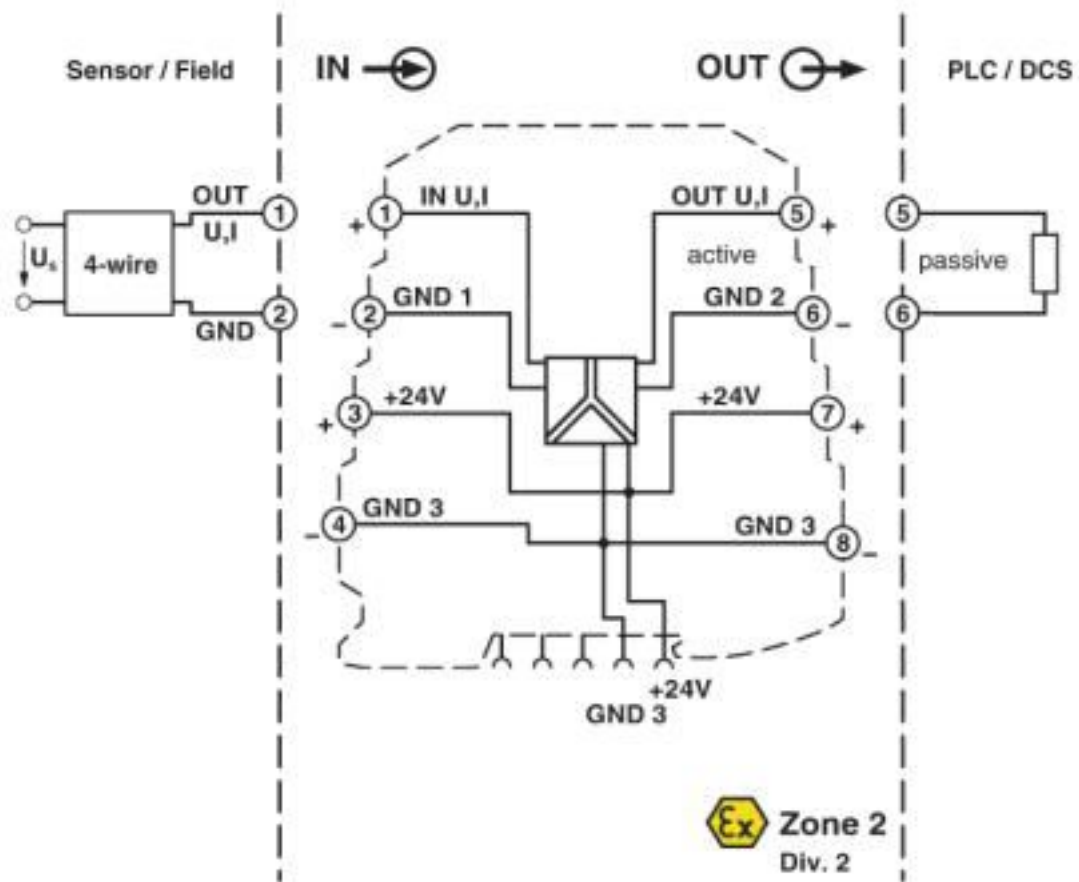 Sensor / Field
IN
OUT
PLC / DCS
OUT
U,I
1
1
IN U,I
OUT U,I
5
5
+
+
Us
4-wire
active
passive
2
GND
2
GND 1
GND 2
6
6
-
-
3
+24V
+24V
7
+
+
4
GND 3
GND 3
8
-
-
+24V
GND 3
Ex
Zone 2
Div. 2